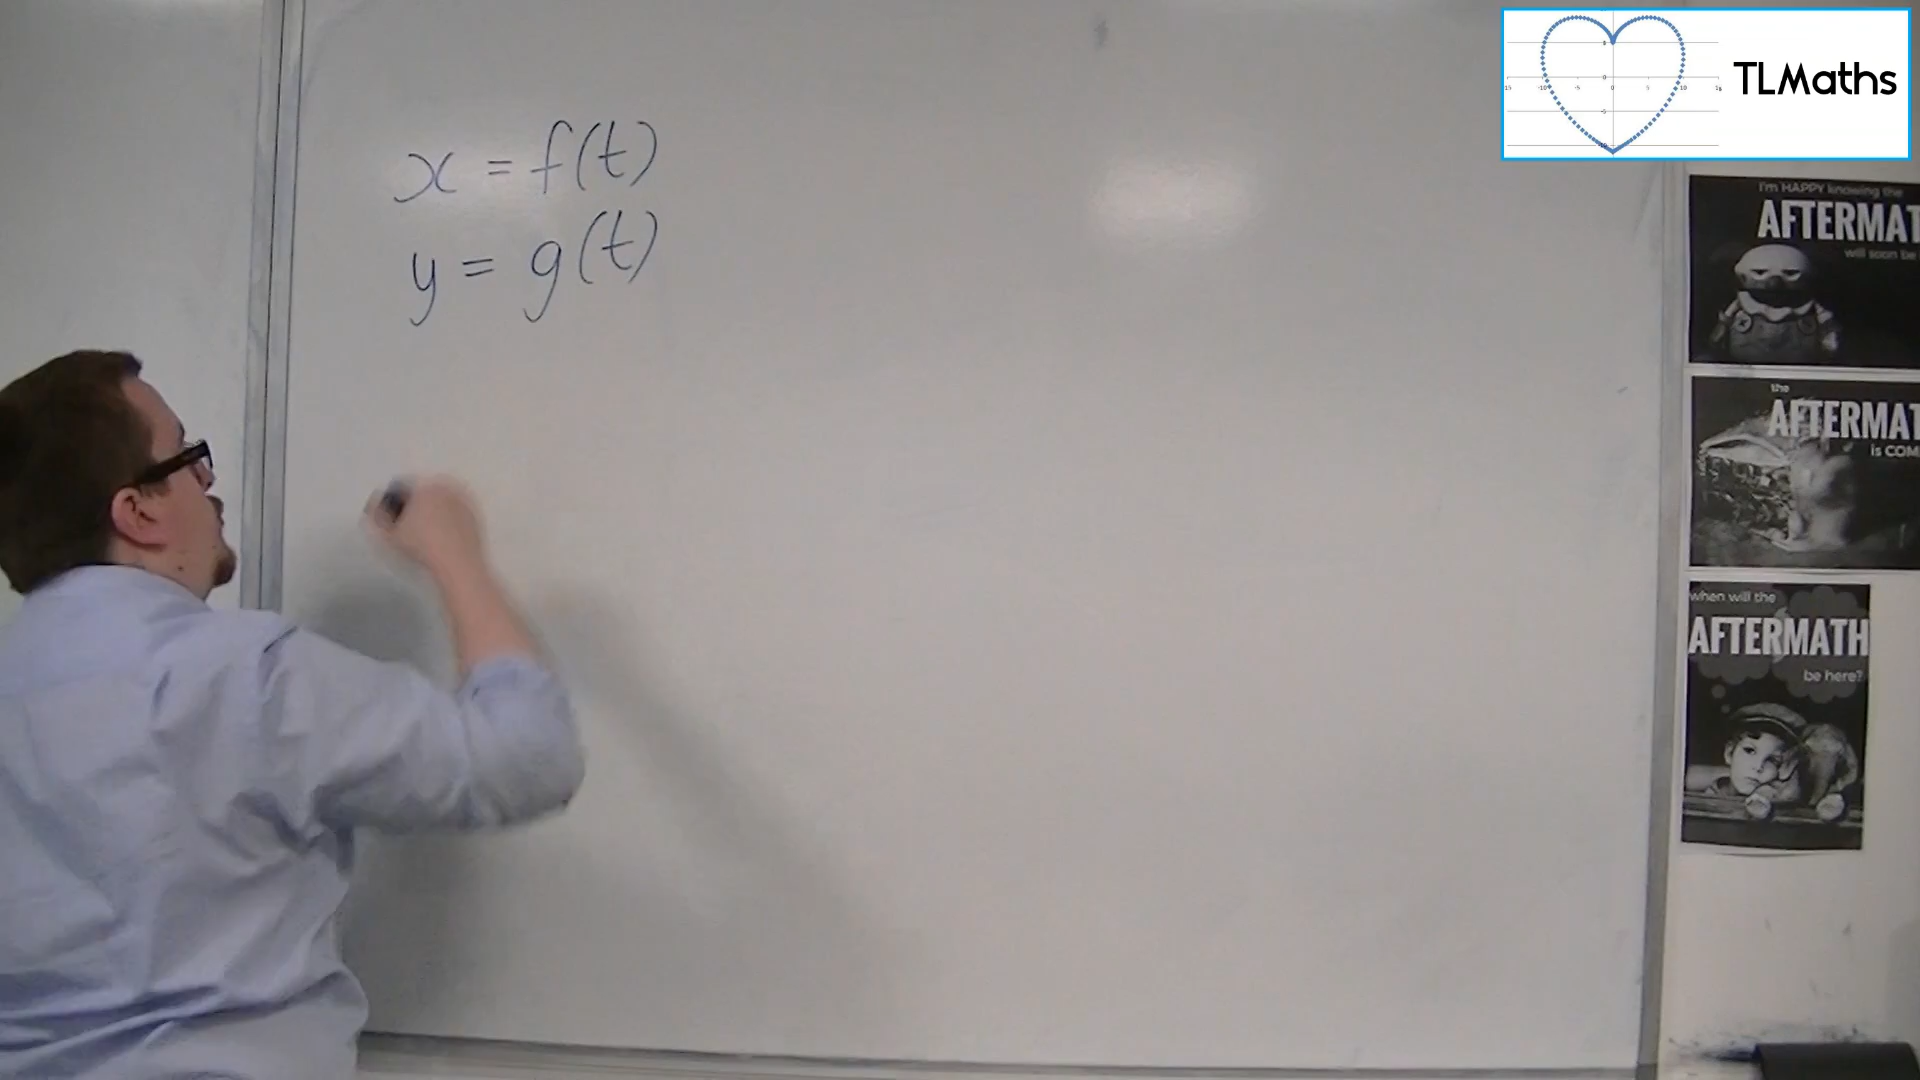 x = f(t)
y = g(t)
TLMaths
I'm HAPPY knowing the
AFTERMAT
will soon be
the
AFTERMAT
is COM
when will the
AFTERMATH
be here?